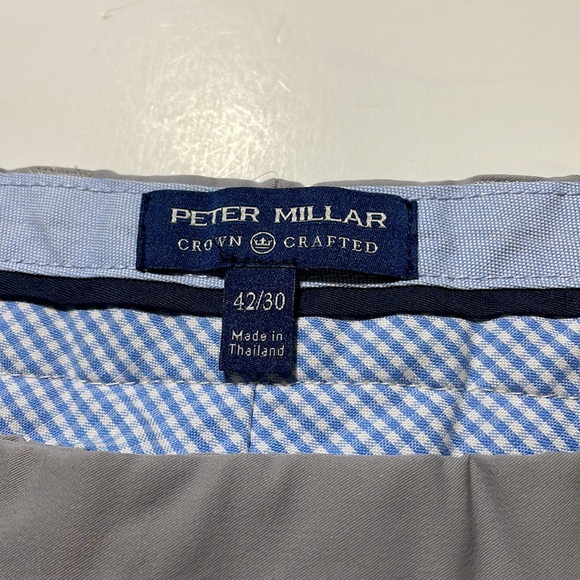 PETER MILLAR
CROWN CRAFTED
42/30
Made in
Thailand